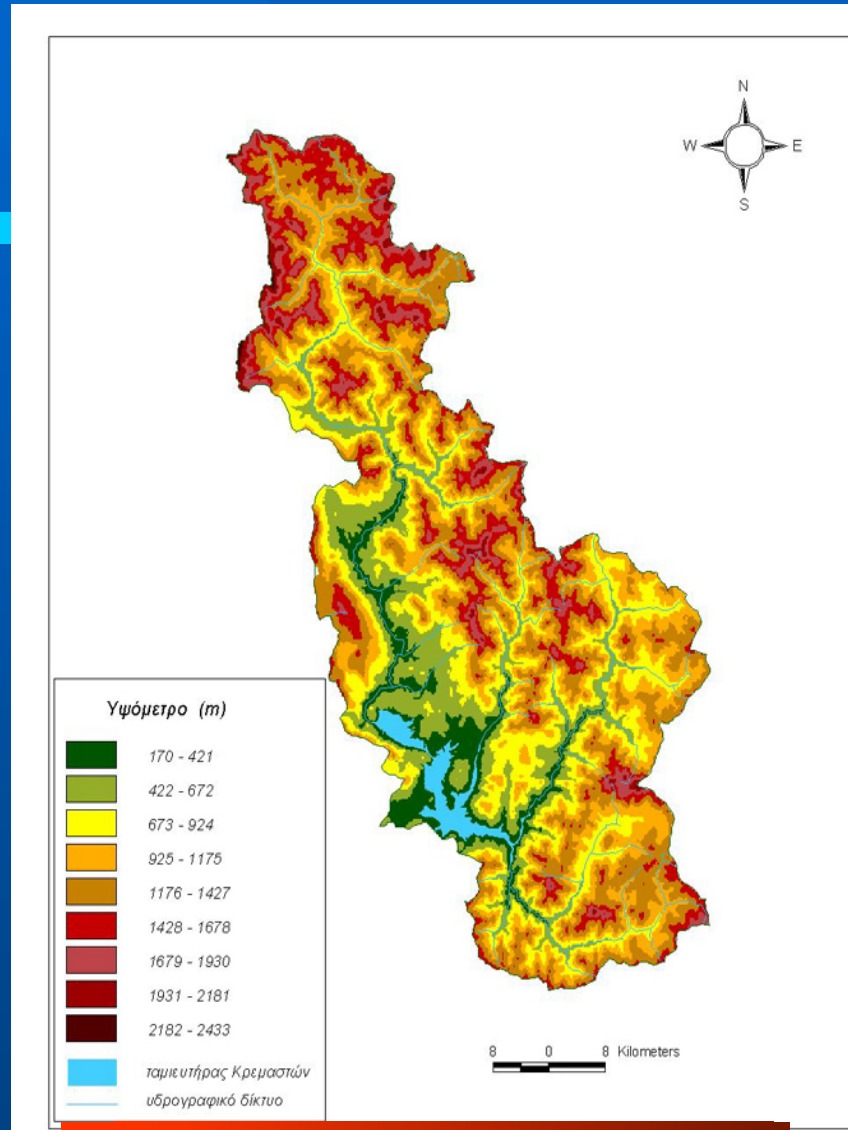 N
W E
S
Υψόμετρο (m)
170 - 421
422 - 672
673 - 924
925 - 1175
1176 - 1427
1428 - 1678
1679 - 1930
1931 - 2181
2182 - 2433
ταμιευτήρας Κρεμαστών
υδρογραφικό δίκτυο
8 0 8 Kilometers